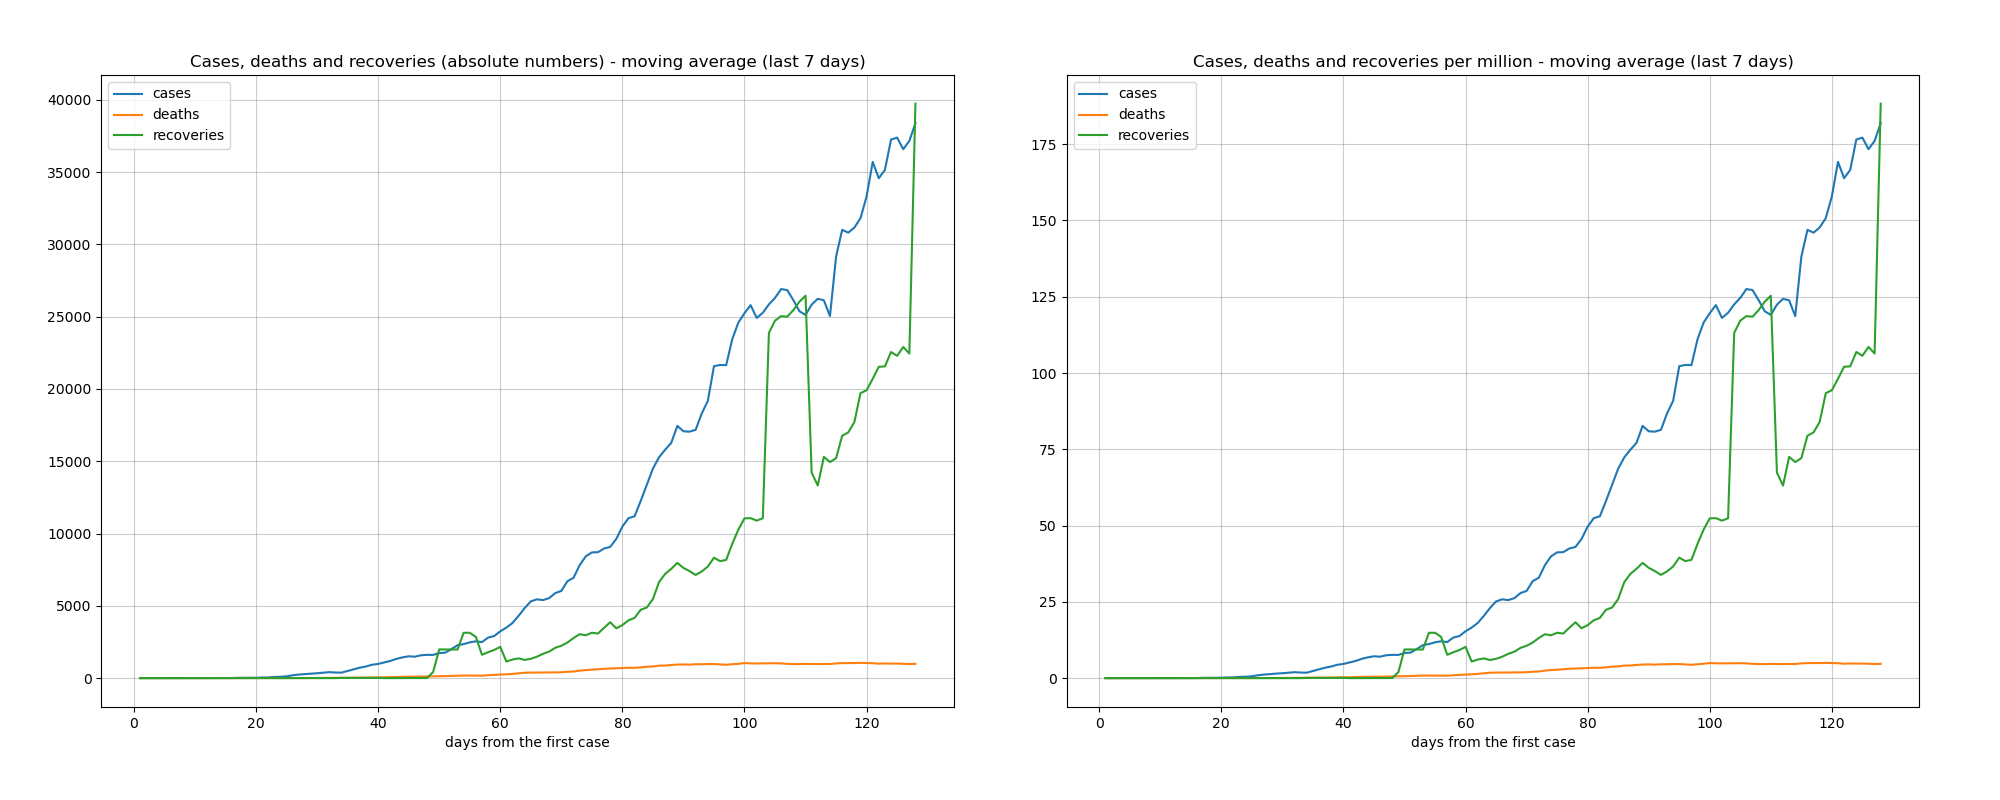 Cases, deaths and recoveries (absolute numbers) - moving average (last 7 days)
cases
deaths
recoveries
40000
35000
30000
25000
20000
15000
10000
5000
0
0 20 40 60 80 100 120
days from the first case
Cases, deaths and recoveries per million - moving average (last 7 days)
cases
deaths
recoveries
175
150
125
100
75
50
25
0
0 20 40 60 80 100 120
days from the first case